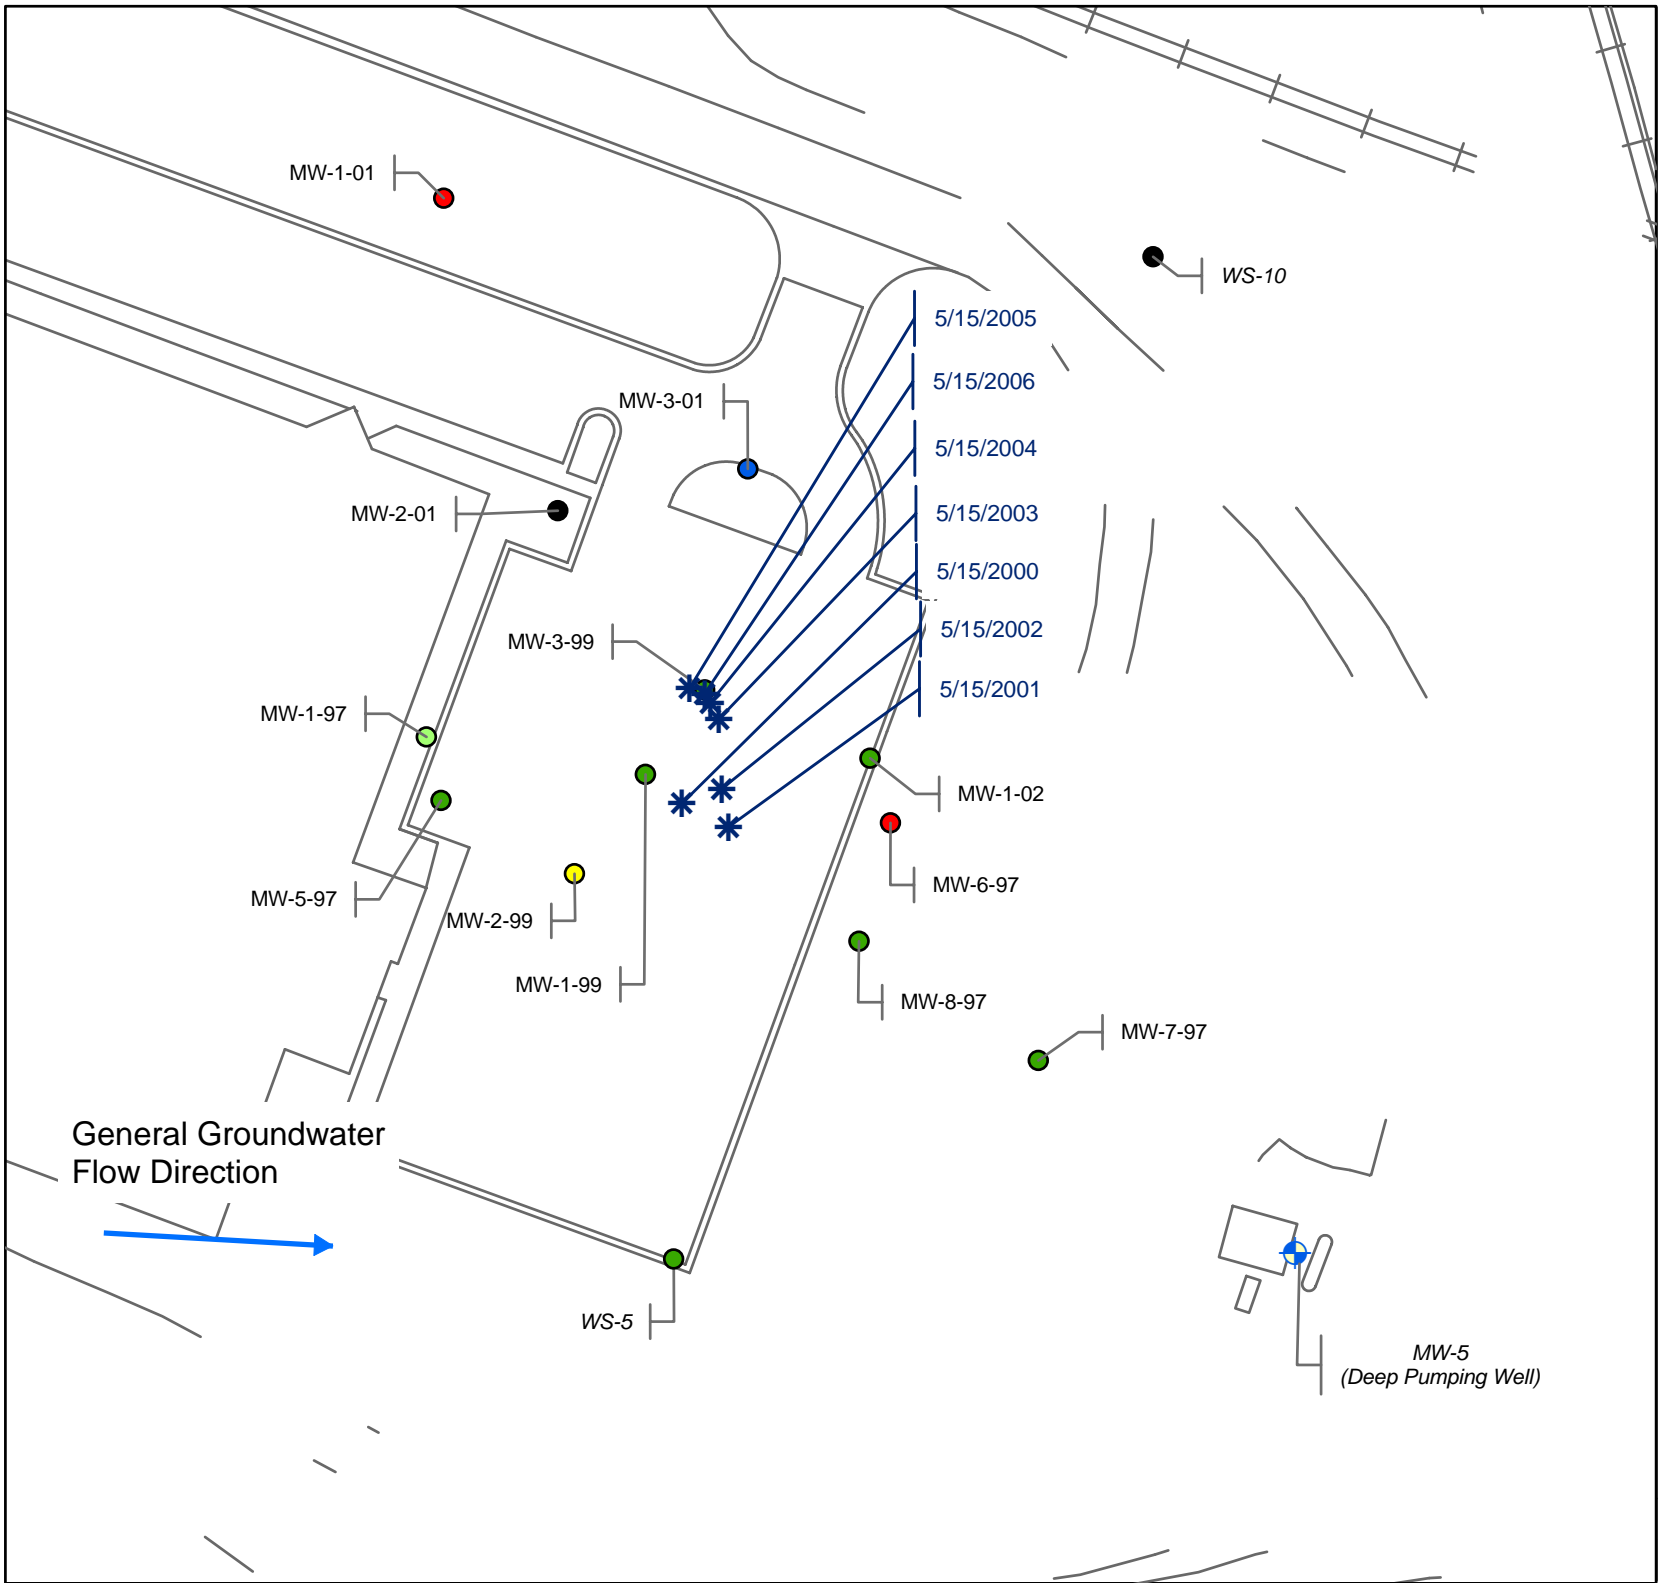 MW-1-01
WS-10
5/15/2005
5/15/2006
MW-3-01
5/15/2004
MW-2-01
5/15/2003
5/15/2000
5/15/2002
MW-3-99
5/15/2001
MW-1-97
MW-1-02
MW-6-97
MW-5-97
MW-2-99
MW-1-99
MW-8-97
MW-7-97
General Groundwater
Flow Direction
WS-5
MW-5
(Deep Pumping Well)